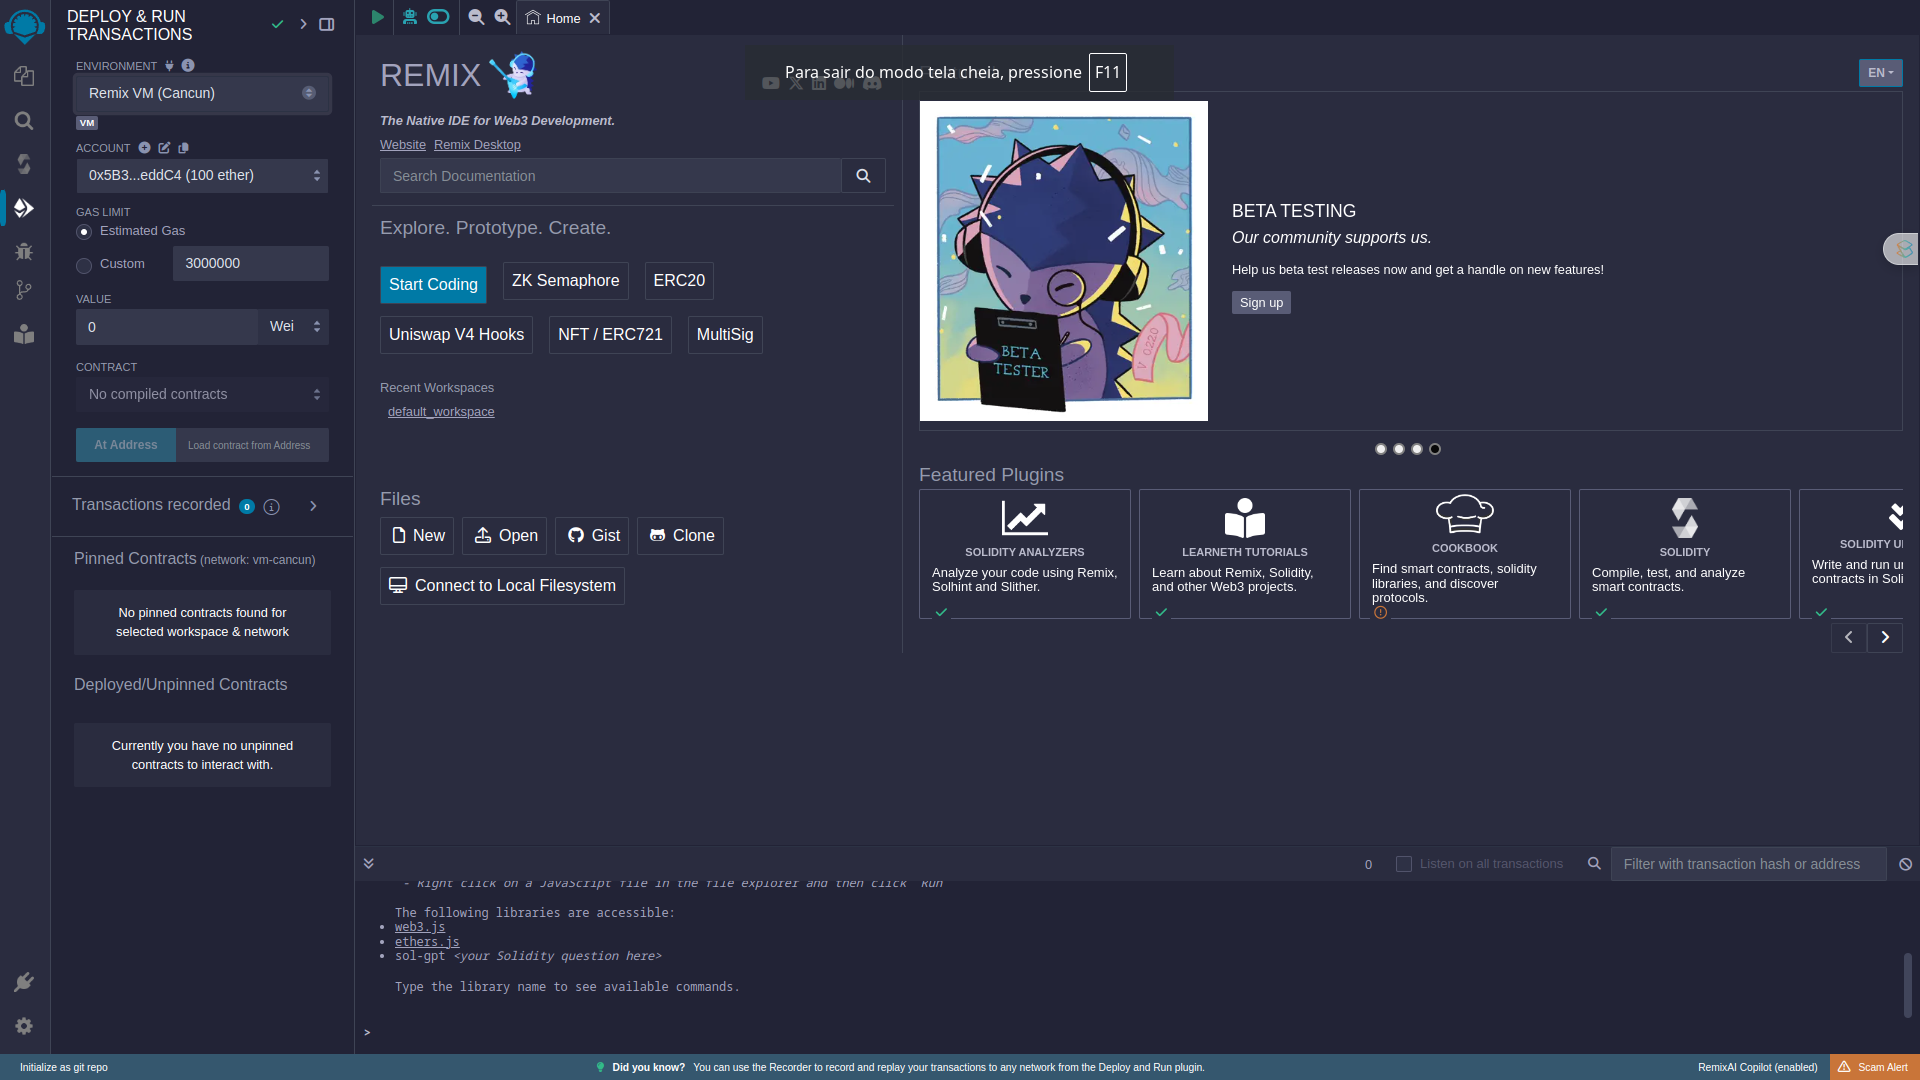 DEPLOY & RUN
TRANSACTIONS
ENVIRONMENT
Remix VM (Cancun)
VM
ACCOUNT
0x5B3...eddC4 (100 ether)
GAS LIMIT
Estimated Gas
Custom
3000000
VALUE
0
Wei
CONTRACT
No compiled contracts
At Address
Load contract from Address
Transactions recorded 0
Pinned Contracts (network: vm-cancun)
No pinned contracts found for
selected workspace & network
Deployed/Unpinned Contracts
Currently you have no unpinned
contracts to interact with.
Home
REMIX
Para sair do modo tela cheia, pressione F11
EN
The Native IDE for Web3 Development.
Website Remix Desktop
Search Documentation
Explore. Prototype. Create.
Start Coding
ZK Semaphore
ERC20
Uniswap V4 Hooks
NFT / ERC721
MultiSig
Recent Workspaces
default_workspace
Files
New
Open
Gist
Clone
Connect to Local Filesystem
BETA
TESTER
V 0220
BETA TESTING
Our community supports us.
Help us beta test releases now and get a handle on new features!
Sign up
Featured Plugins
SOLIDITY ANALYZERS
Analyze your code using Remix,
Solhint and Slither.
LEARNETH TUTORIALS
Learn about Remix, Solidity,
and other Web3 projects.
COOKBOOK
Find smart contracts, solidity
libraries, and discover
protocols.
SOLIDITY
Compile, test, and analyze
smart contracts.
SOLIDITY U
Write and run u
contracts in Soli
0
Listen on all transactions
Filter with transaction hash or address
- Right click on a JavaScript file in the file explorer and then click `Run`
The following libraries are accessible:
web3.js
ethers.js
sol-gpt <your Solidity question here>
Type the library name to see available commands.
>
Initialize as git repo
Did you know? You can use the Recorder to record and replay your transactions to any network from the Deploy and Run plugin.
RemixAI Copilot (enabled)
Scam Alert